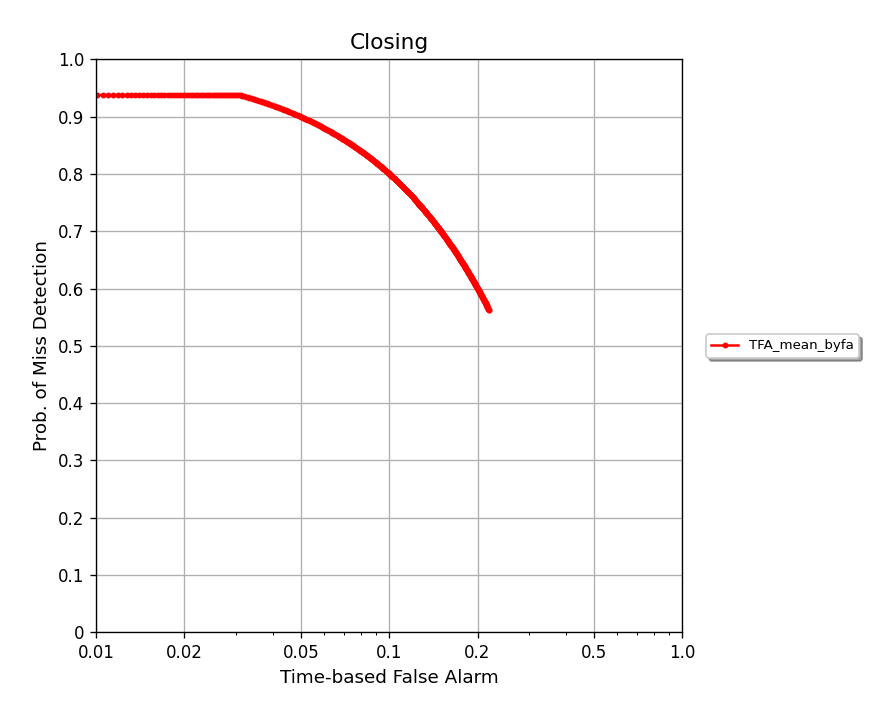 Closing
1.0
0.9
0.8
0.7
0.6
0.5
0.4
0.3
0.2
0.1
0
Prob. of Miss Detection
0.01 0.02 0.05 0.1 0.2 0.5 1.0
Time-based False Alarm
TFA_mean_byfa